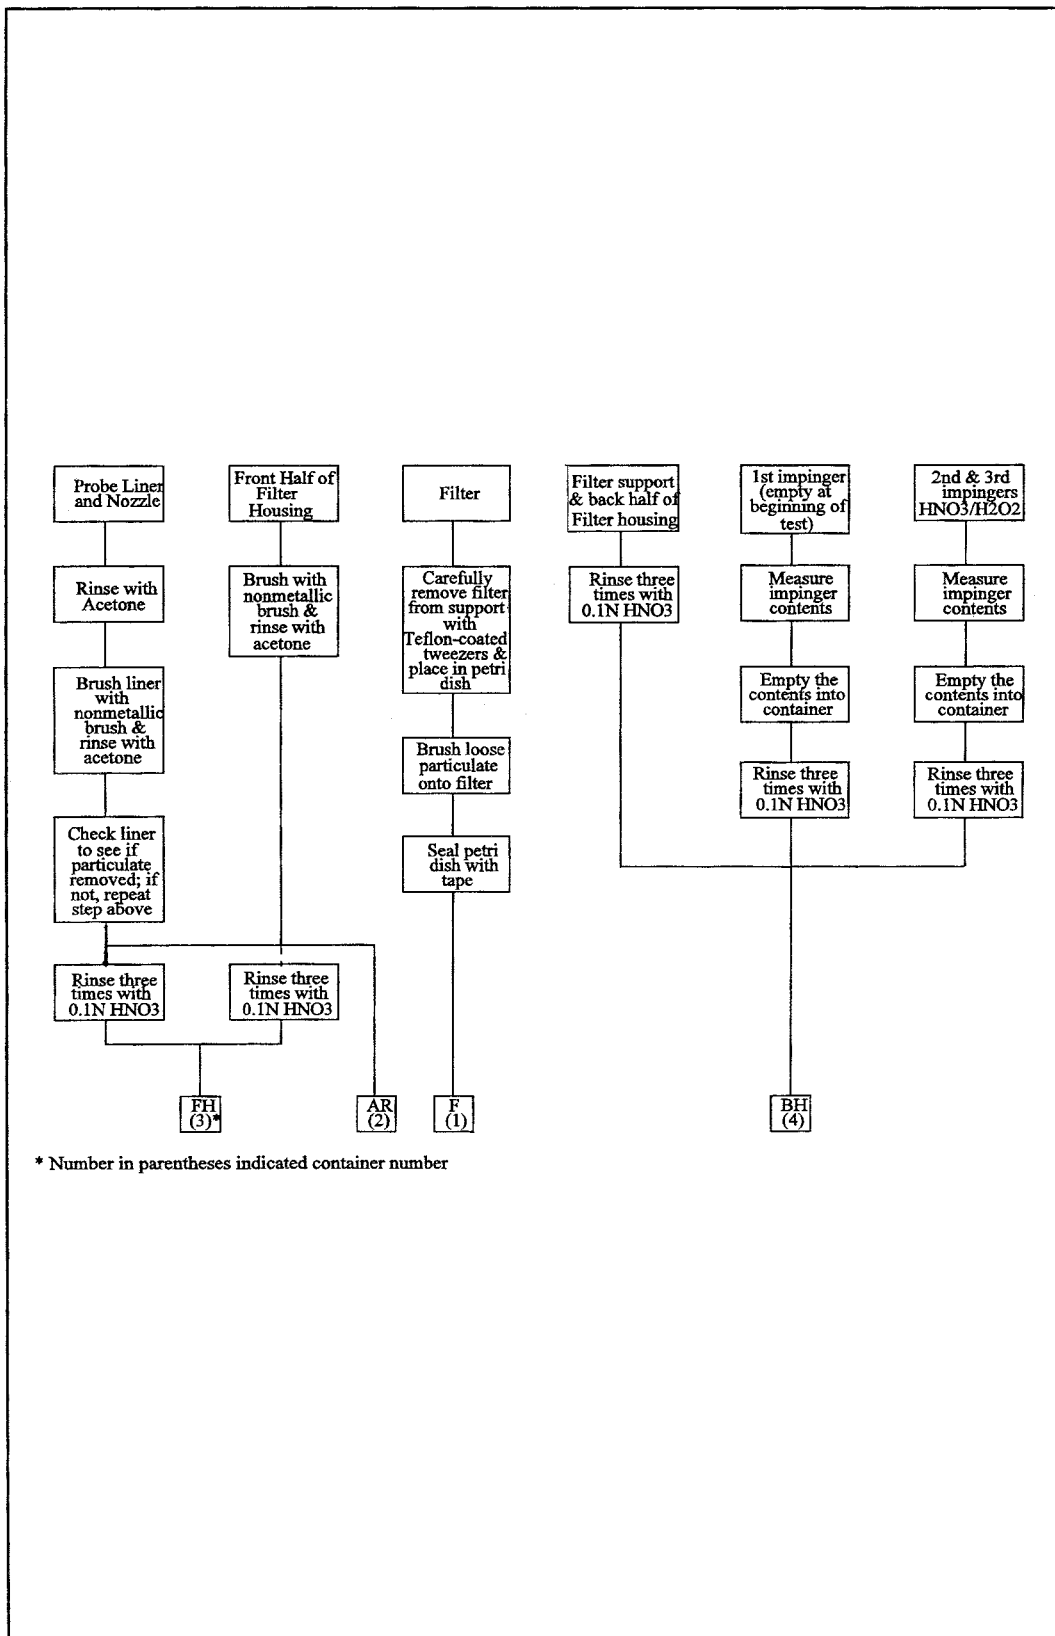 Probe Liner
and Nozzle
Rinse with
Acetone
Brush liner
with
nonmetallic
brush &
rinse with
acetone
Check liner
to see if
particulate
removed; if
not, repeat
step above
Rinse three
times with
0.1N HNO3
Front Half of
Filter
Housing
Brush with
nonmetallic
brush &
rinse with
acetone
Rinse three
times with
0.1N HNO3
FH
(3)*
AR
(2)
Filter
Carefully
remove filter
from support
with
Teflon-coated
tweezers &
place in petri
dish
Brush loose
particulate
onto filter
Seal petri
dish with
tape
F
(1)
Filter support
& back half of
Filter housing
Rinse three
times with
0.1N HNO3
1st impinger
(empty at
beginning of
test)
Measure
impinger
contents
Empty the
contents into
container
Rinse three
times with
0.1N HNO3
2nd & 3rd
impingers
HNO3/H2O2
Measure
impinger
contents
Empty the
contents into
container
Rinse three
times with
0.1N HNO3
BH
(4)
* Number in parentheses indicated container number